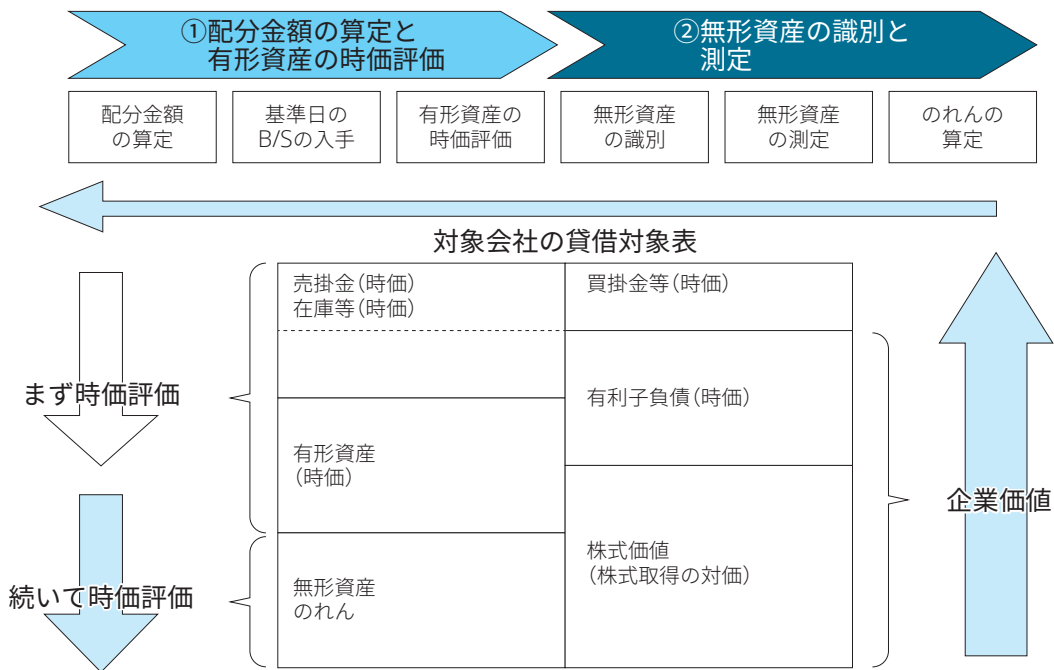 ①配分金額の算定と
有形資産の時価評価
②無形資産の識別と
測定
配分金額
の算定
基準日の
B/Sの入手
有形資産の
時価評価
無形資産
の識別
無形資産
の測定
のれんの
算定
対象会社の貸借対象表
売掛金(時価)
在庫等(時価)
買掛金等(時価)
まず時価評価
有利子負債(時価)
有形資産
(時価)
企業価値
株式価値
(株式取得の対価)
続いて時価評価
無形資産
のれん